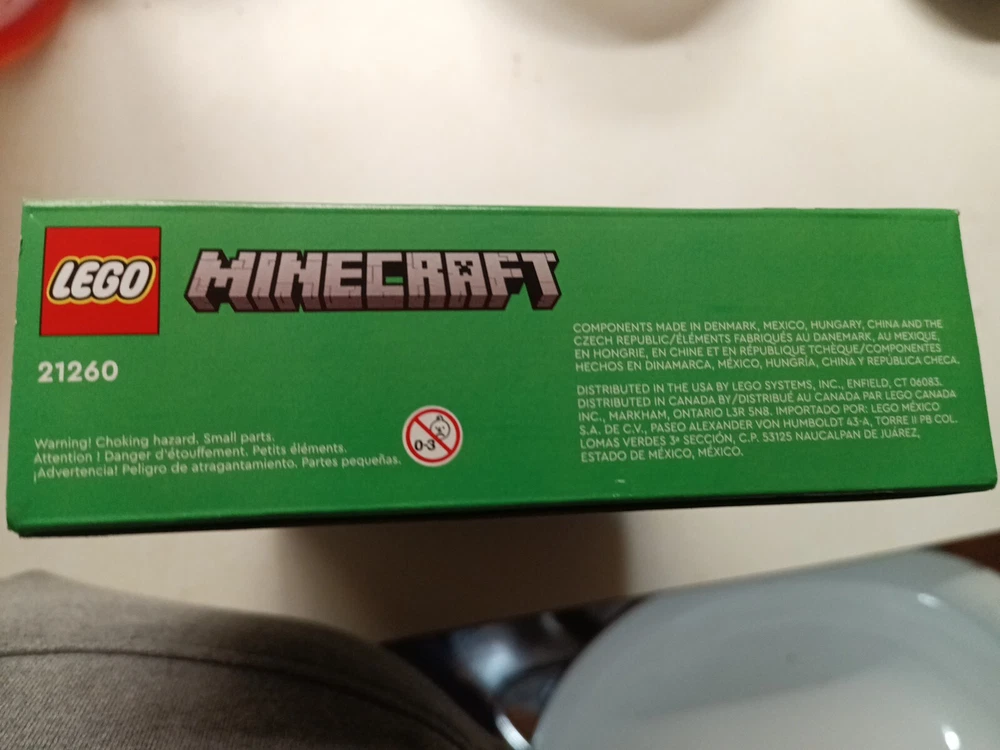 LEGO
MINECRAFT
21260
Warning! Choking hazard. Small parts.
Attention ! Danger d'étouffement. Petits éléments.
¡Advertencia! Peligro de atragantamiento. Partes pequeñas.
0-3
COMPONENTS MADE IN DENMARK, MEXICO, HUNGARY, CHINA AND THE
CZECH REPUBLIC/ÉLÉMENTS FABRIQUÉS AU DANEMARK, AU MEXIQUE,
EN HONGRIE, EN CHINE ET EN RÉPUBLIQUE TCHÈQUE/COMPONENTES
HECHOS EN DINAMARCA, MÉXICO, HUNGRÍA, CHINA Y REPÚBLICA CHECA.
DISTRIBUTED IN THE USA BY LEGO SYSTEMS, INC., ENFIELD, CT 06083.
DISTRIBUTED IN CANADA BY/DISTRIBUÉ AU CANADA PAR LEGO CANADA
INC., MARKHAM, ONTARIO L3R 5N8. IMPORTADO POR: LEGO MÉXICO
S.A. DE C.V., PASEO ALEXANDER VON HUMBOLDT 43-A, TORRE II PB COL.
LOMAS VERDES 3ª SECCIÓN, C.P. 53125 NAUCALPAN DE JUÁREZ,
ESTADO DE MÉXICO, MÉXICO.